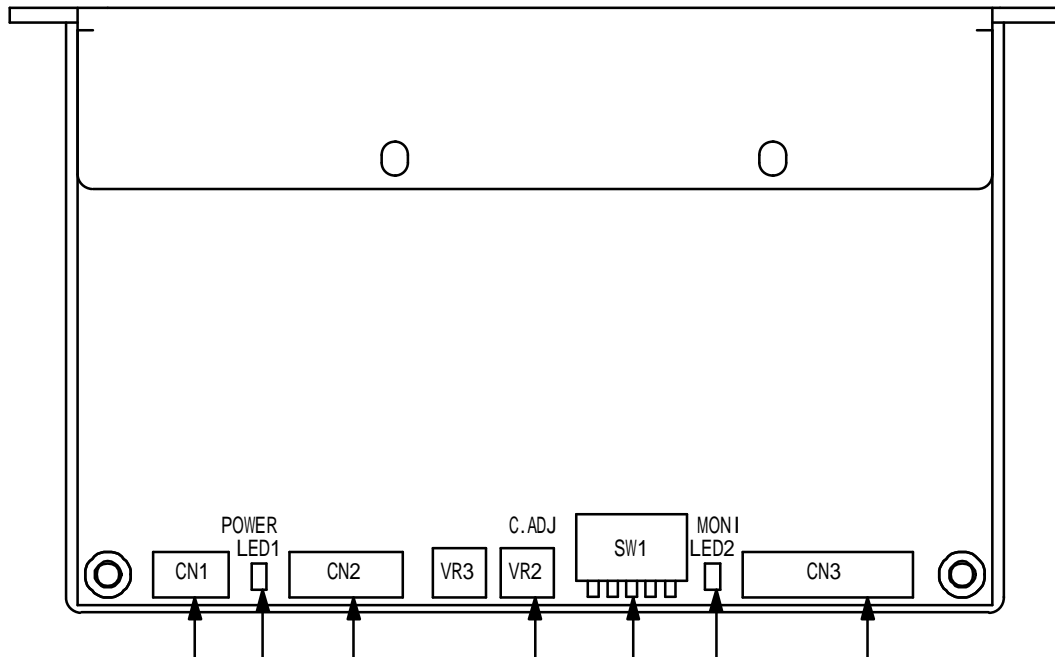 POWER
LED1
C.ADJ
MONI
LED2
CN1
CN2
VR3
VR2
SW1
CN3